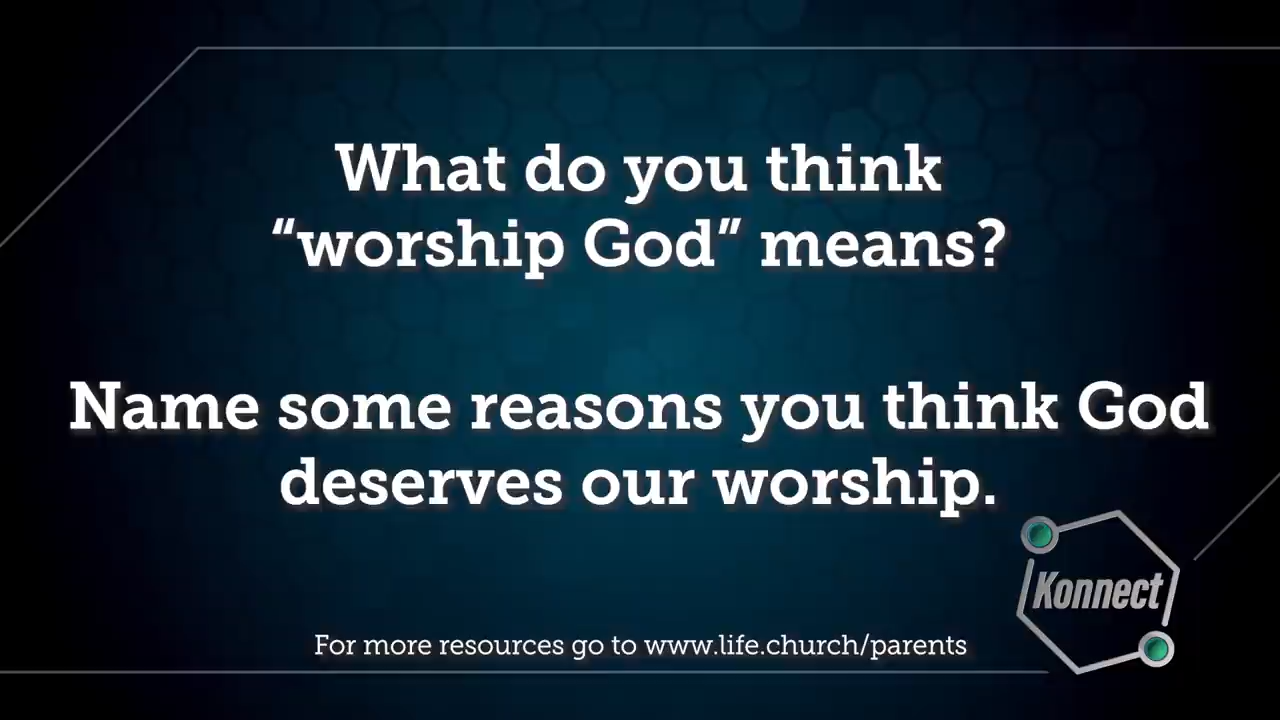 What do you think
“worship God” means?
Name some reasons you think God
deserves our worship.
Konnect
For more resources go to www.life.church/parents